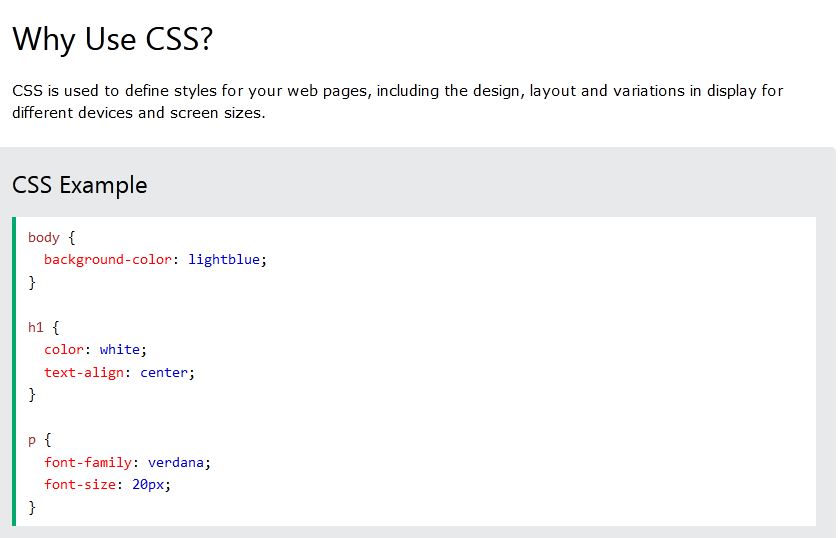 Why Use CSS?
CSS is used to define styles for your web pages, including the design, layout and variations in display for
different devices and screen sizes.
CSS Example
body {
  background-color: lightblue;
}
h1 {
  color: white;
  text-align: center;
}
p {
  font-family: verdana;
  font-size: 20px;
}